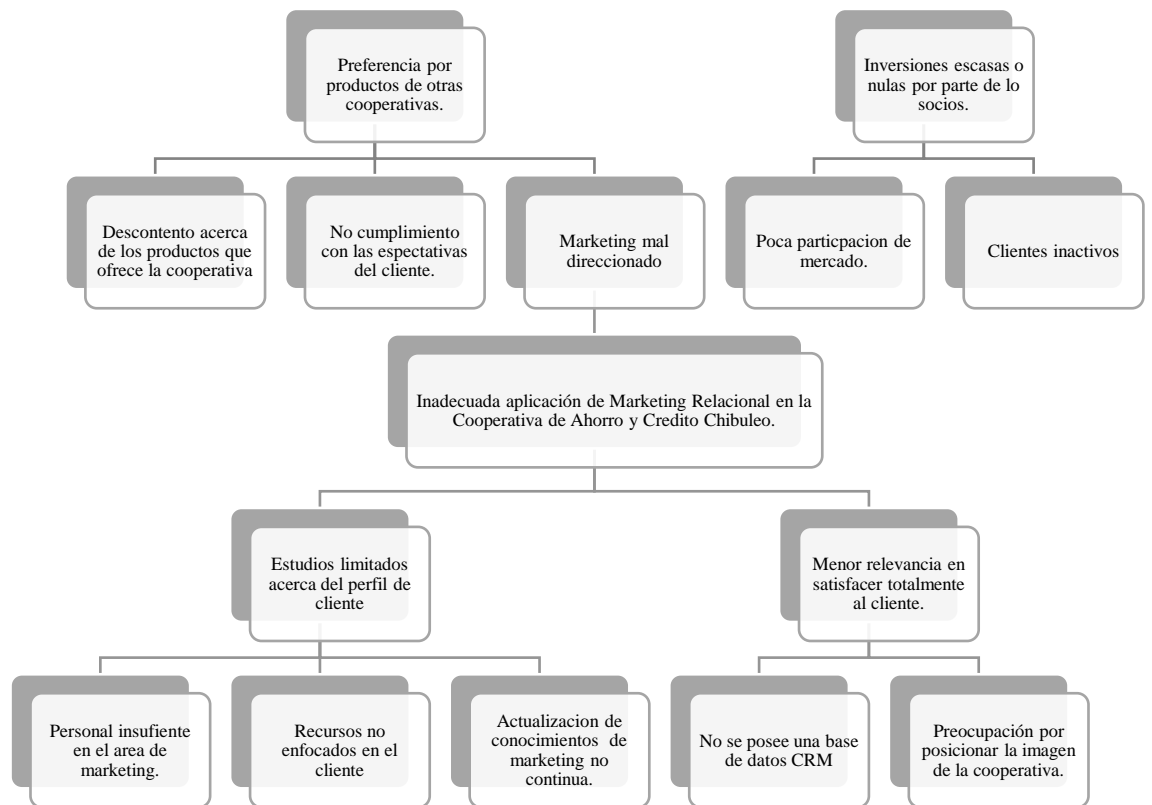 Preferencia por
productos de otras
cooperativas.
Inversiones escasas o
nulas por parte de lo
socios.
Descontento acerca
de los productos que
ofrece la cooperativa
No cumplimiento
con las espectativas
del cliente.
Marketing mal
direccionado
Poca particpacion de
mercado.
Clientes inactivos
Inadecuada aplicación de Marketing Relacional en la
Cooperativa de Ahorro y Credito Chibuleo.
Estudios limitados
acerca del perfil de
cliente
Menor relevancia en
satisfacer totalmente
al cliente.
Personal insufiente
en el area de
marketing.
Recursos no
enfocados en el
cliente
Actualizacion de
conocimientos de
marketing no
continua.
No se posee una base
de datos CRM
Preocupación por
posicionar la imagen
de la cooperativa.